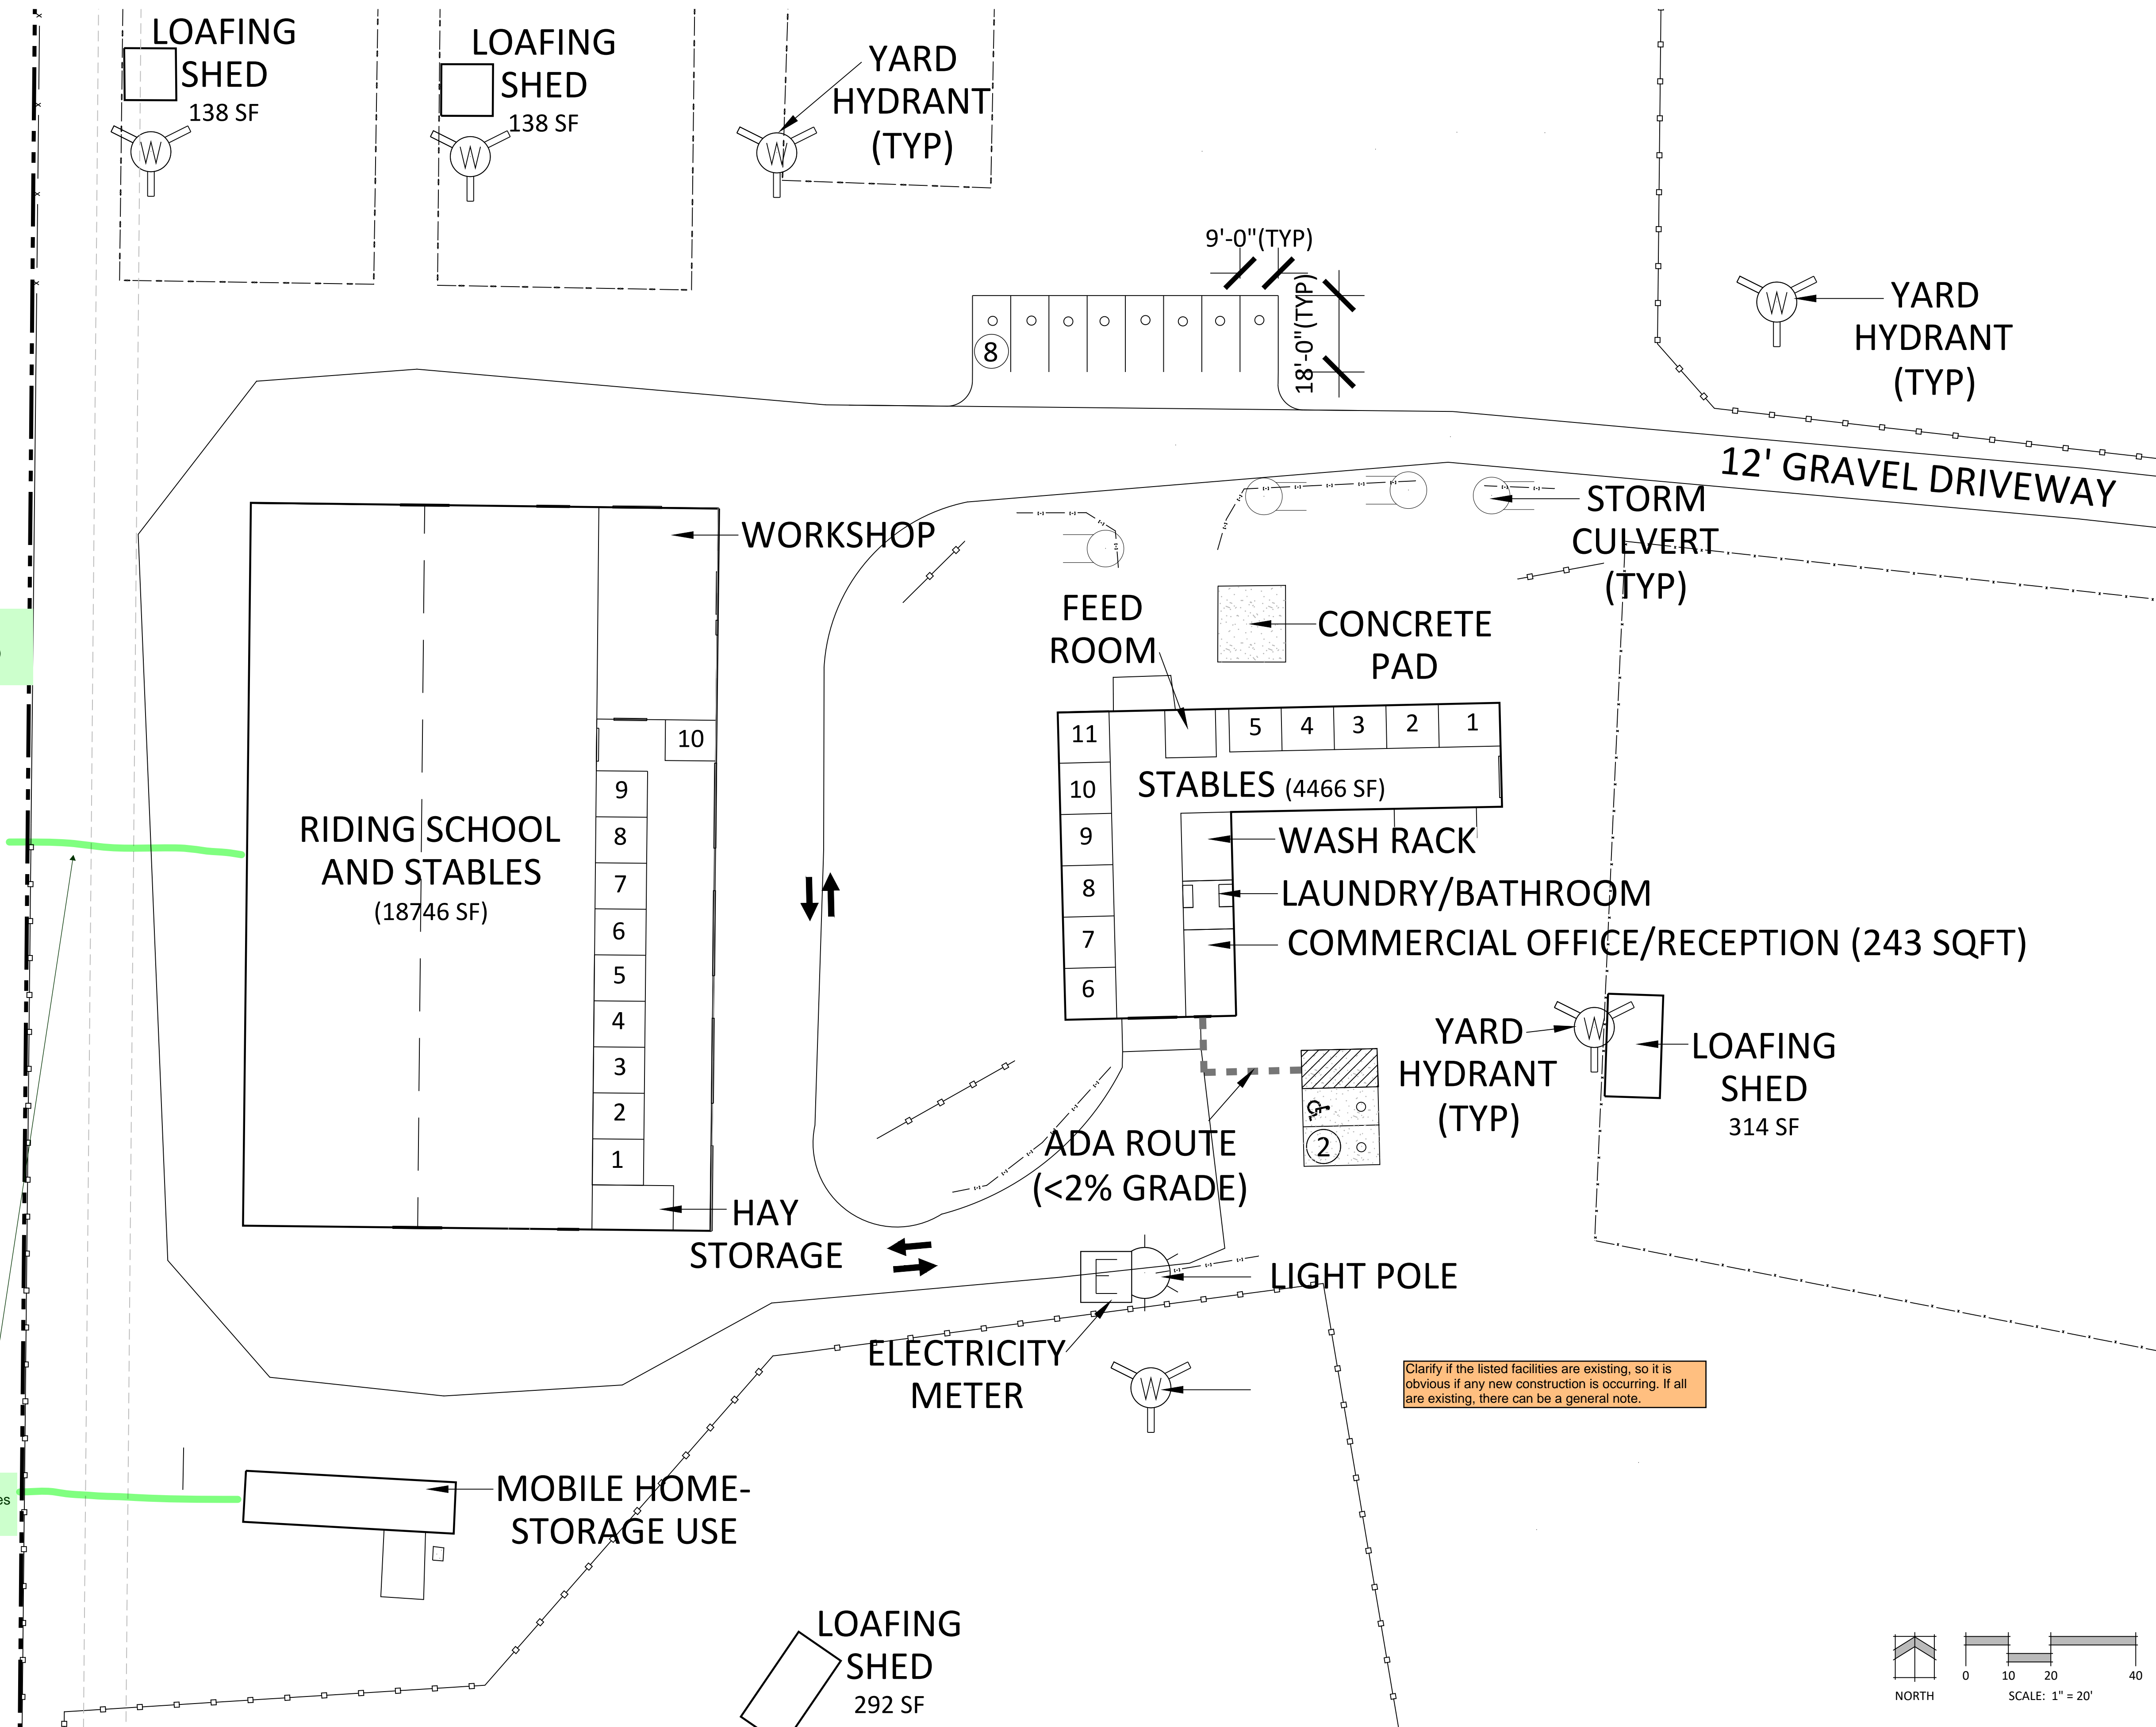 LOAFING
SHED
138 SF
LOAFING
SHED
138 SF
YARD
HYDRANT
(TYP)
9'-0"(TYP)
18'-0"(TYP)
8
YARD
HYDRANT
(TYP)
12' GRAVEL DRIVEWAY
STORM
CULVERT
(TYP)
WORKSHOP
FEED
ROOM
CONCRETE
PAD
11
5
4
3
2
1
10
STABLES (4466 SF)
9
8
7
6
WASH RACK
LAUNDRY/BATHROOM
COMMERCIAL OFFICE/RECEPTION (243 SQFT)
10
9
8
7
6
5
4
3
2
1
RIDING SCHOOL
AND STABLES
(18746 SF)
YARD
HYDRANT
(TYP)
LOAFING
SHED
314 SF
2
ADA ROUTE
(<2% GRADE)
HAY
STORAGE
E
LIGHT POLE
ELECTRICITY
METER
W
W
W
W
W
W
Clarify if the listed facilities are existing, so it is
obvious if any new construction is occurring. If all
are existing, there can be a general note.
es
MOBILE HOME-
STORAGE USE
LOAFING
SHED
292 SF
NORTH
0 10 20 40
SCALE: 1" = 20'